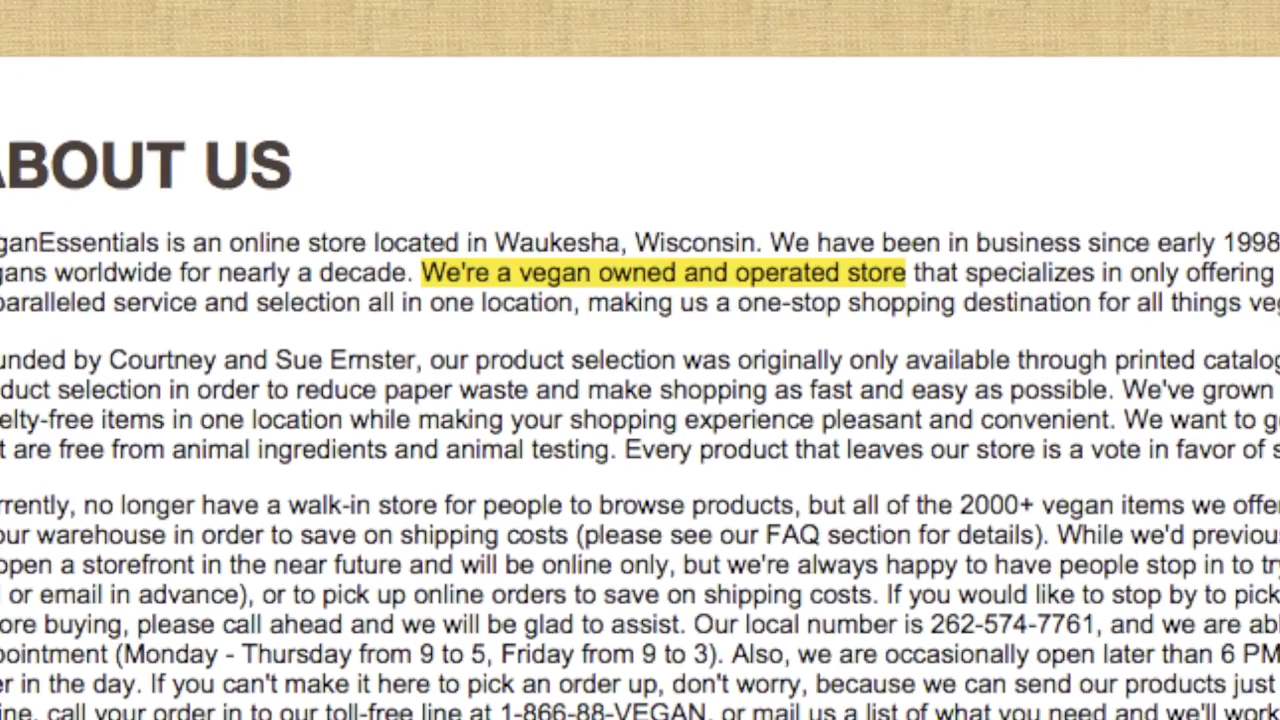 ABOUT US
ganEssentials is an online store located in Waukesha, Wisconsin. We have been in business since early 1998
gans worldwide for nearly a decade. We're a vegan owned and operated store that specializes in only offering
paralleled service and selection all in one location, making us a one-stop shopping destination for all things veg
unded by Courtney and Sue Ernster, our product selection was originally only available through printed catalog
duct selection in order to reduce paper waste and make shopping as fast and easy as possible. We've grown
elty-free items in one location while making your shopping experience pleasant and convenient. We want to g
t are free from animal ingredients and animal testing. Every product that leaves our store is a vote in favor of s
rrently, no longer have a walk-in store for people to browse products, but all of the 2000+ vegan items we offe
our warehouse in order to save on shipping costs (please see our FAQ section for details). While we'd previous
open a storefront in the near future and will be online only, but we're always happy to have people stop in to try
or email in advance), or to pick up online orders to save on shipping costs. If you would like to stop by to pick
ore buying, please call ahead and we will be glad to assist. Our local number is 262-574-7761, and we are abl
pointment (Monday - Thursday from 9 to 5, Friday from 9 to 3). Also, we are occasionally open later than 6 PM
er in the day. If you can't make it here to pick an order up, don't worry, because we can send our products just
ine, call your order in to our toll-free line at 1-866-88-VEGAN, or mail us a list of what you need and we'll work